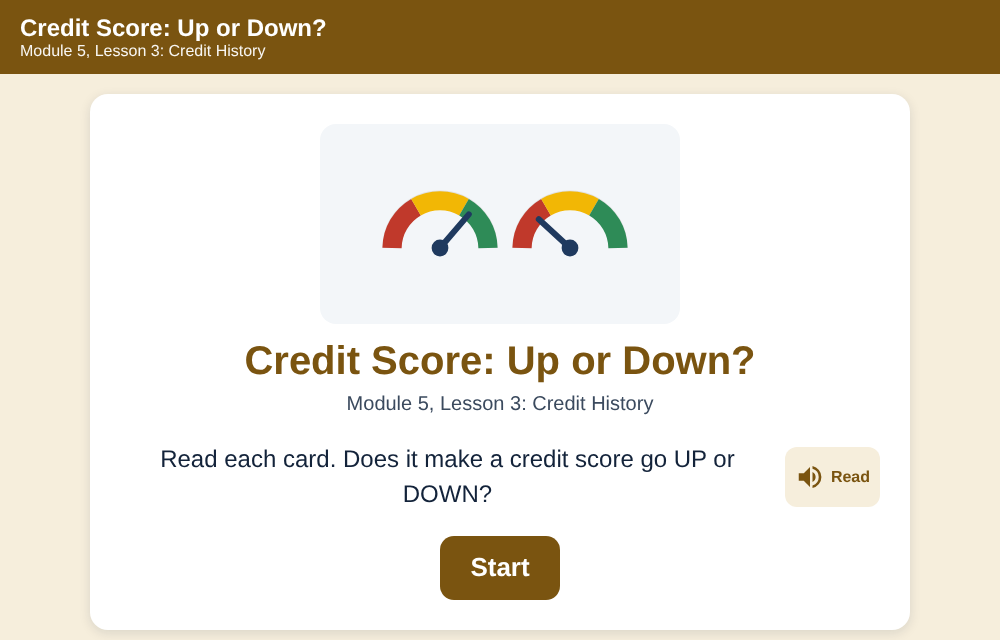 Credit Score: Up or Down?
Module 5, Lesson 3: Credit History
Credit Score: Up or Down?
Module 5, Lesson 3: Credit History
Read each card. Does it make a credit score go UP or
DOWN?
Read
Start